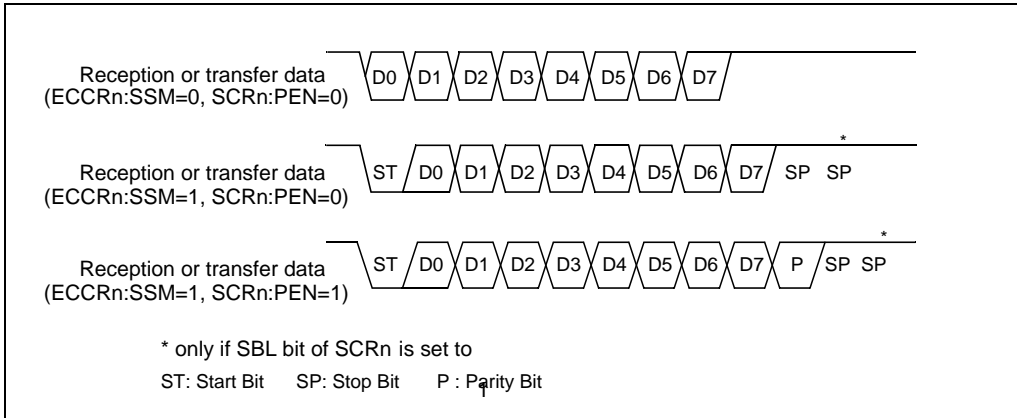 Reception or transfer data
(ECCRn:SSM=0, SCRn:PEN=0)
D0 D1 D2 D3 D4 D5 D6 D7
*
Reception or transfer data
(ECCRn:SSM=1, SCRn:PEN=0)
ST D0 D1 D2 D3 D4 D5 D6 D7 SP SP
*
Reception or transfer data
(ECCRn:SSM=1, SCRn:PEN=1)
ST D0 D1 D2 D3 D4 D5 D6 D7 P SP SP
* only if SBL bit of SCRn is set to
ST: Start Bit SP: Stop Bit P : Parity Bit
1